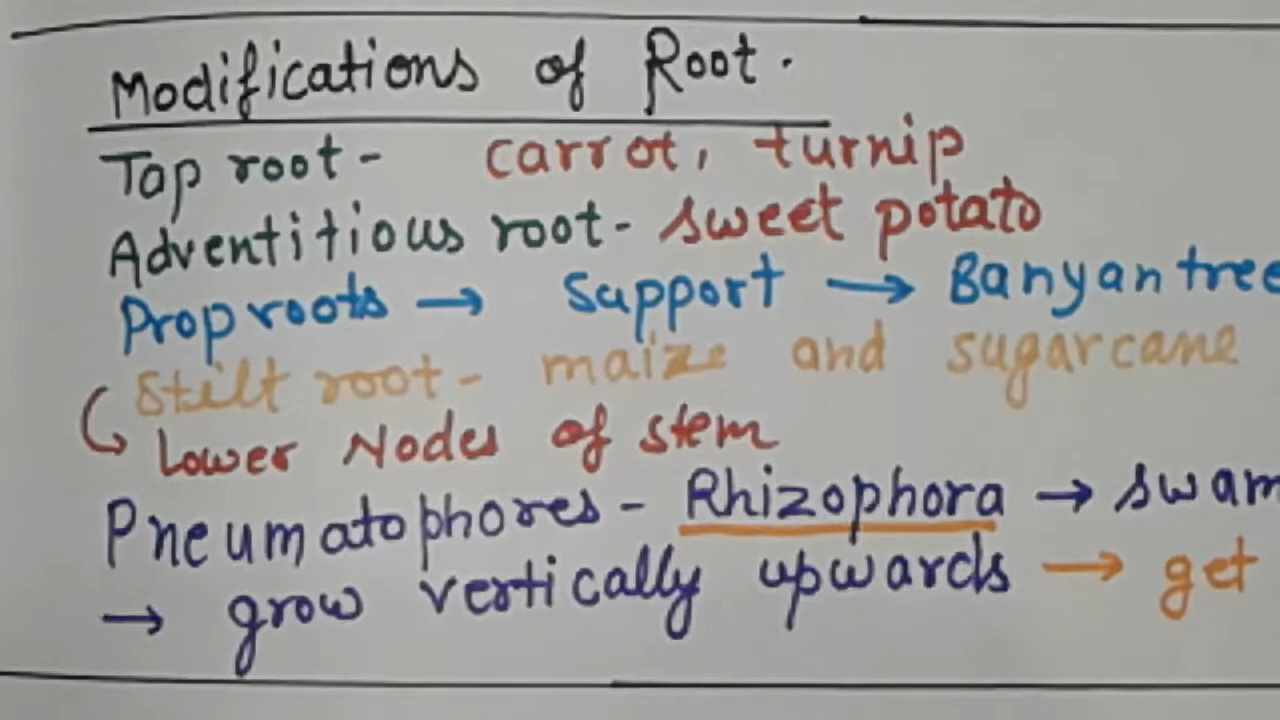 Modifications of Root.
Tap root- carrot, turnip
Adventitious root- sweet potato
Prop roots → Support → Banyan tree
Stilt root- maize and sugarcane
Lower Nodes of stem
Pneumatophores - Rhizophora → swam
→ grow vertically upwards → get